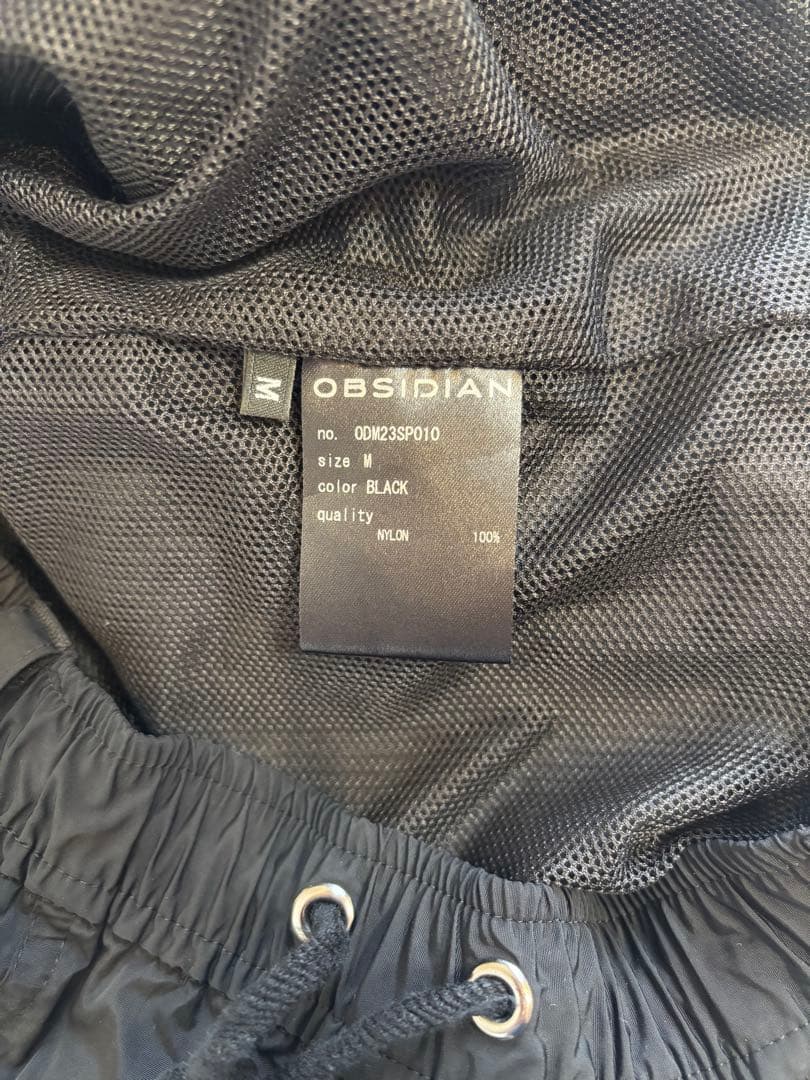 M
OBSIDIAN
no. ODM23SP010
size M
color BLACK
quality
NYLON 100%